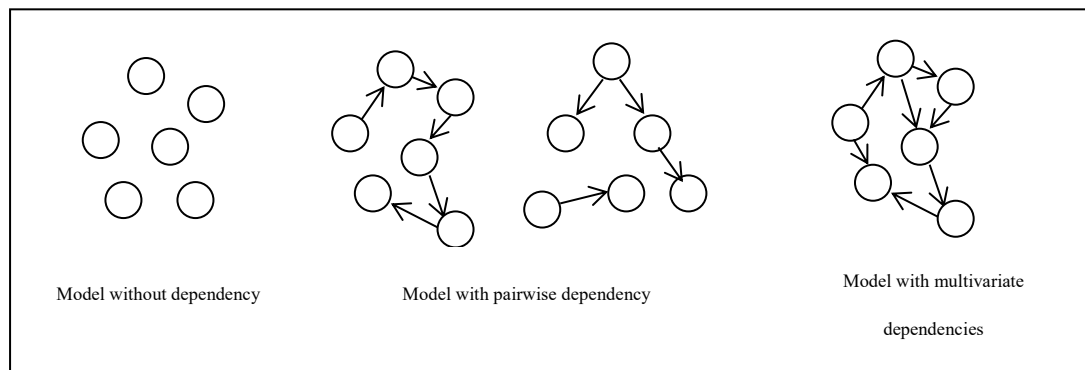 Model without dependency
Model with pairwise dependency
Model with multivariate
dependencies